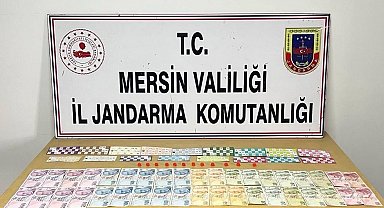 T.C.
MERSİN VALİLİĞİ
İL JANDARMA KOMUTANLIĞI